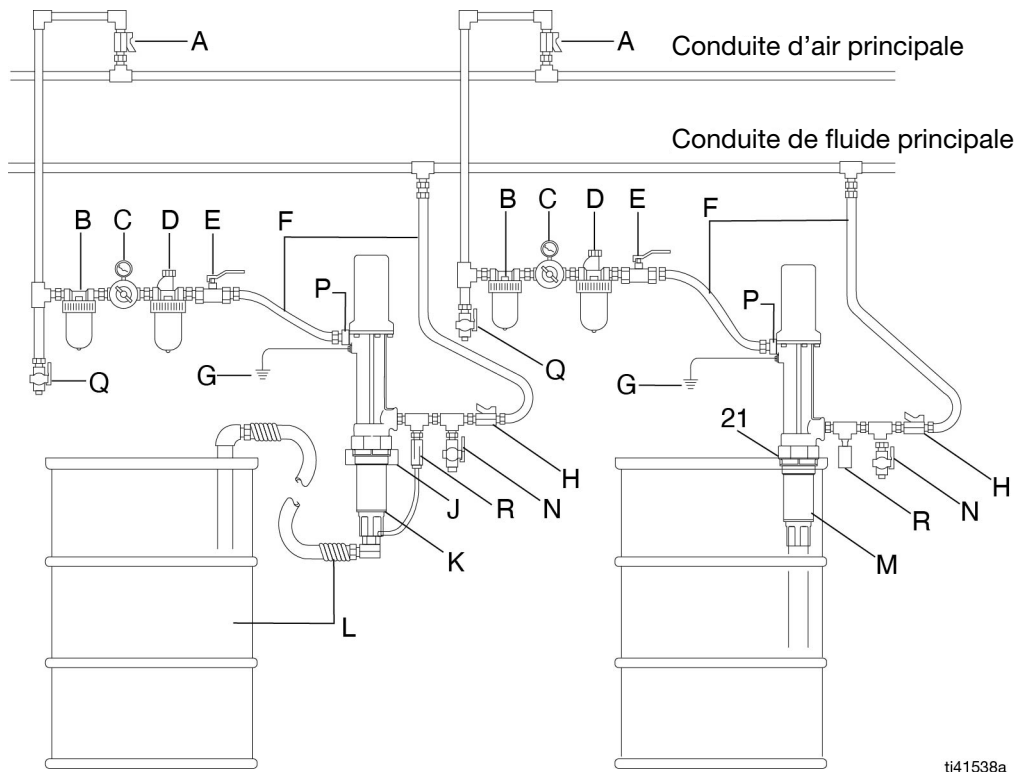 A
A
Conduite d’air principale
Conduite de fluide principale
B
C
D
E
F
B
C
D
E
F
P
P
Q
G
Q
G
21
H
J
R
N
K
H
R
N
M
L
ti41538a